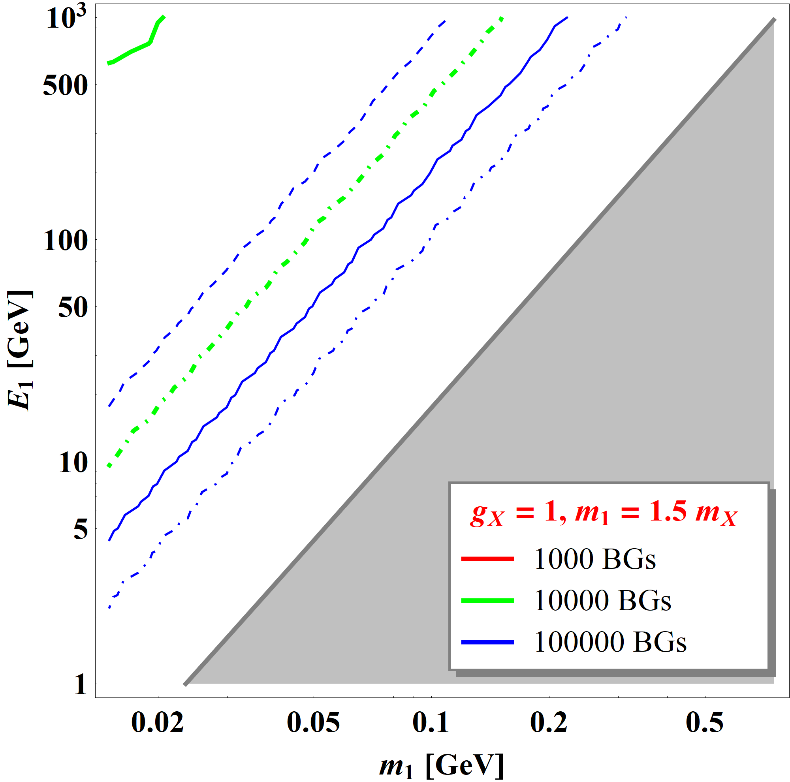 10³
500
100
50
10
5
1
E₁ [GeV]
0.02 0.05 0.1 0.2 0.5
m₁ [GeV]
g_X = 1, m₁ = 1.5 m_X
1000 BGs
10000 BGs
100000 BGs